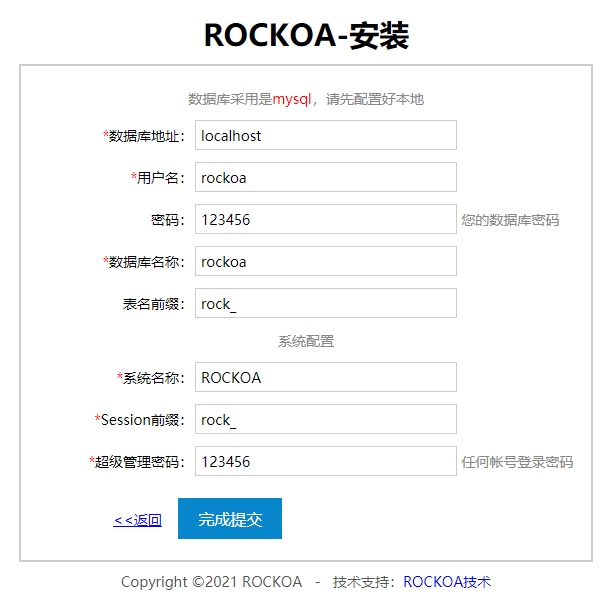 ROCKOA-安装
数据库采用是mysql，请先配置好本地
*数据库地址： localhost
*用户名： rockoa
密码： 123456 您的数据库密码
*数据库名称： rockoa
表名前缀： rock_
系统配置
*系统名称： ROCKOA
*Session前缀： rock_
*超级管理密码： 123456 任何帐号登录密码
<<返回 完成提交
Copyright ©2021 ROCKOA - 技术支持：ROCKOA技术